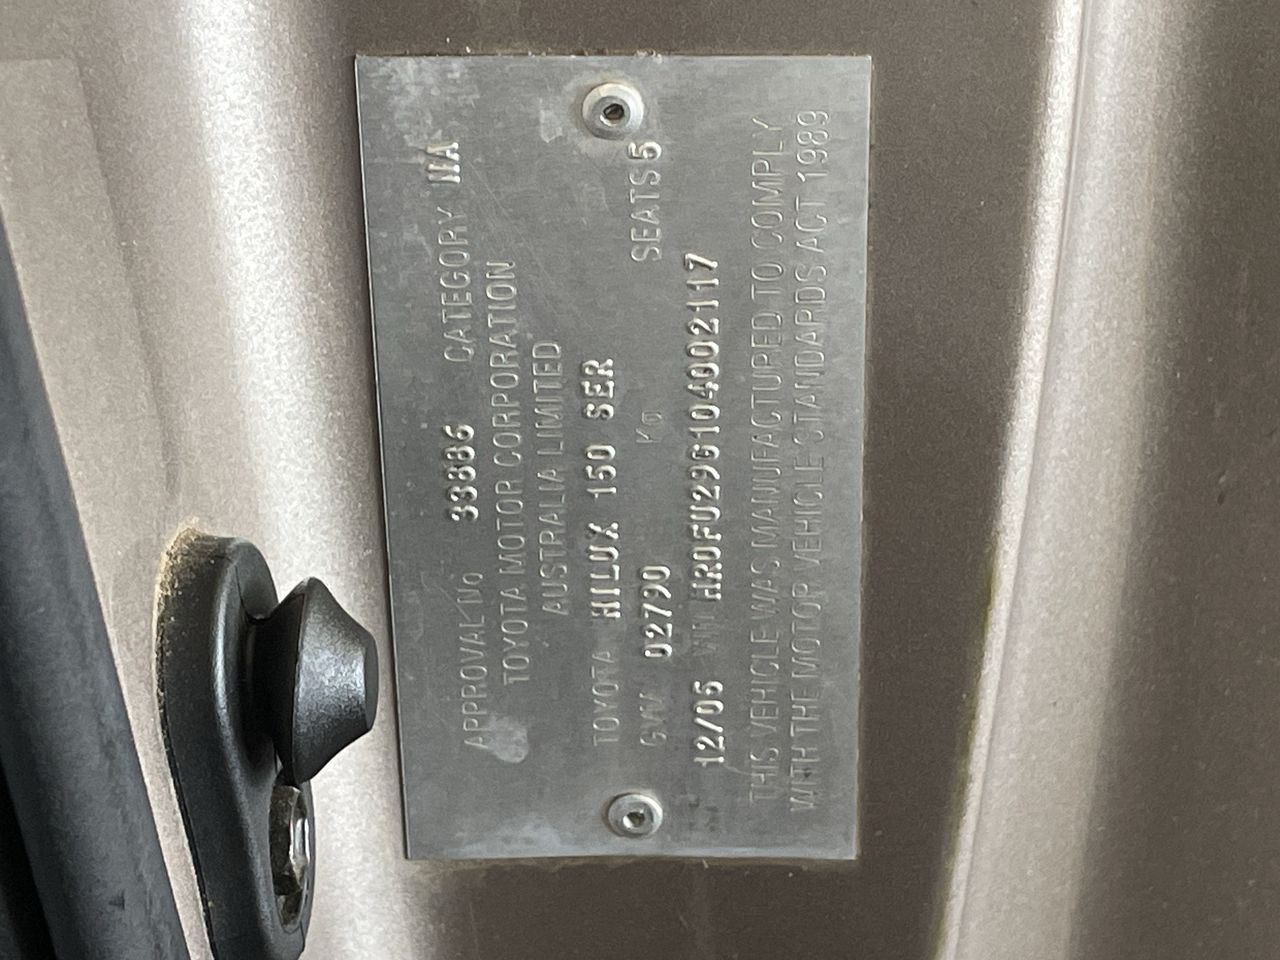 APPROVAL No 33886 CATEGORY NA
TOYOTA MOTOR CORPORATION
AUSTRALIA LIMITED
TOYOTA HILUX 150 SER
GVM 02790 Kg SEATS 5
12/05 VIN MR0FU29G104002117
THIS VEHICLE WAS MANUFACTURED TO COMPLY
WITH THE MOTOR VEHICLE STANDARDS ACT 1989